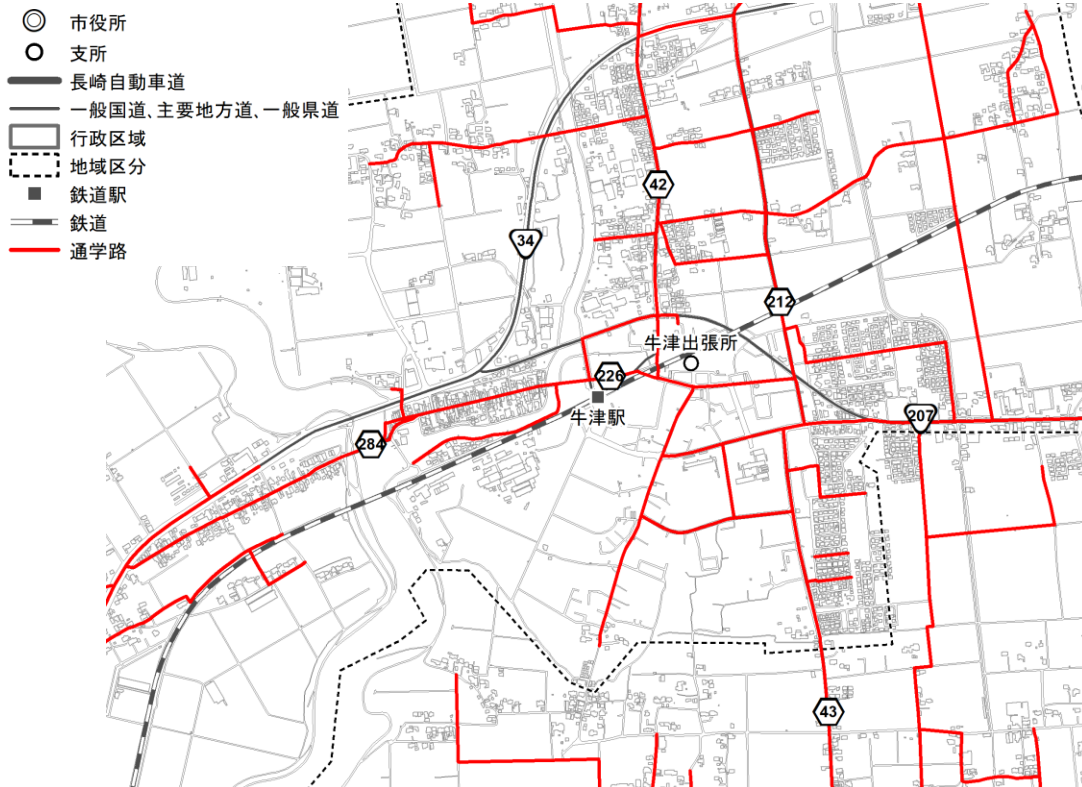 市役所
支所
長崎自動車道
一般国道、主要地方道、一般県道
行政区域
地域区分
鉄道駅
鉄道
通学路
42
34
212
牛津出張所
226
牛津駅
207
284
43